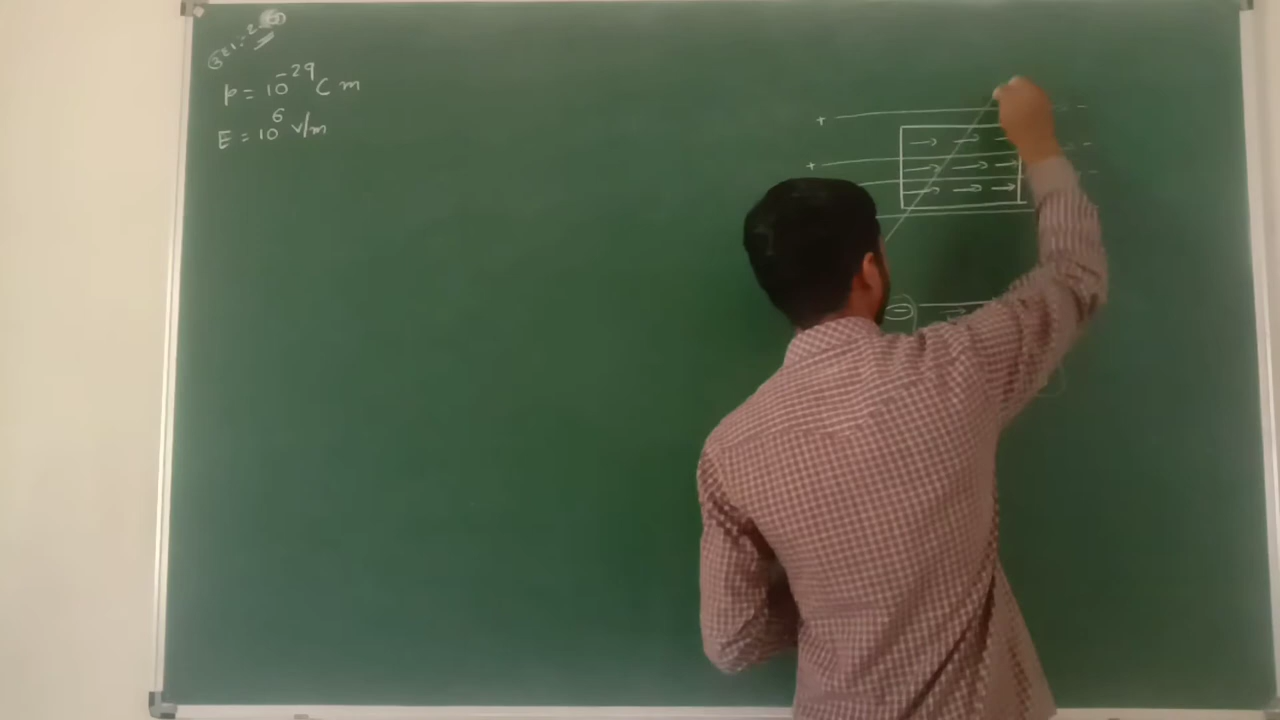 p = 10⁻²⁹ C m
E = 10⁶ v/m
+ -
+ -
-
-